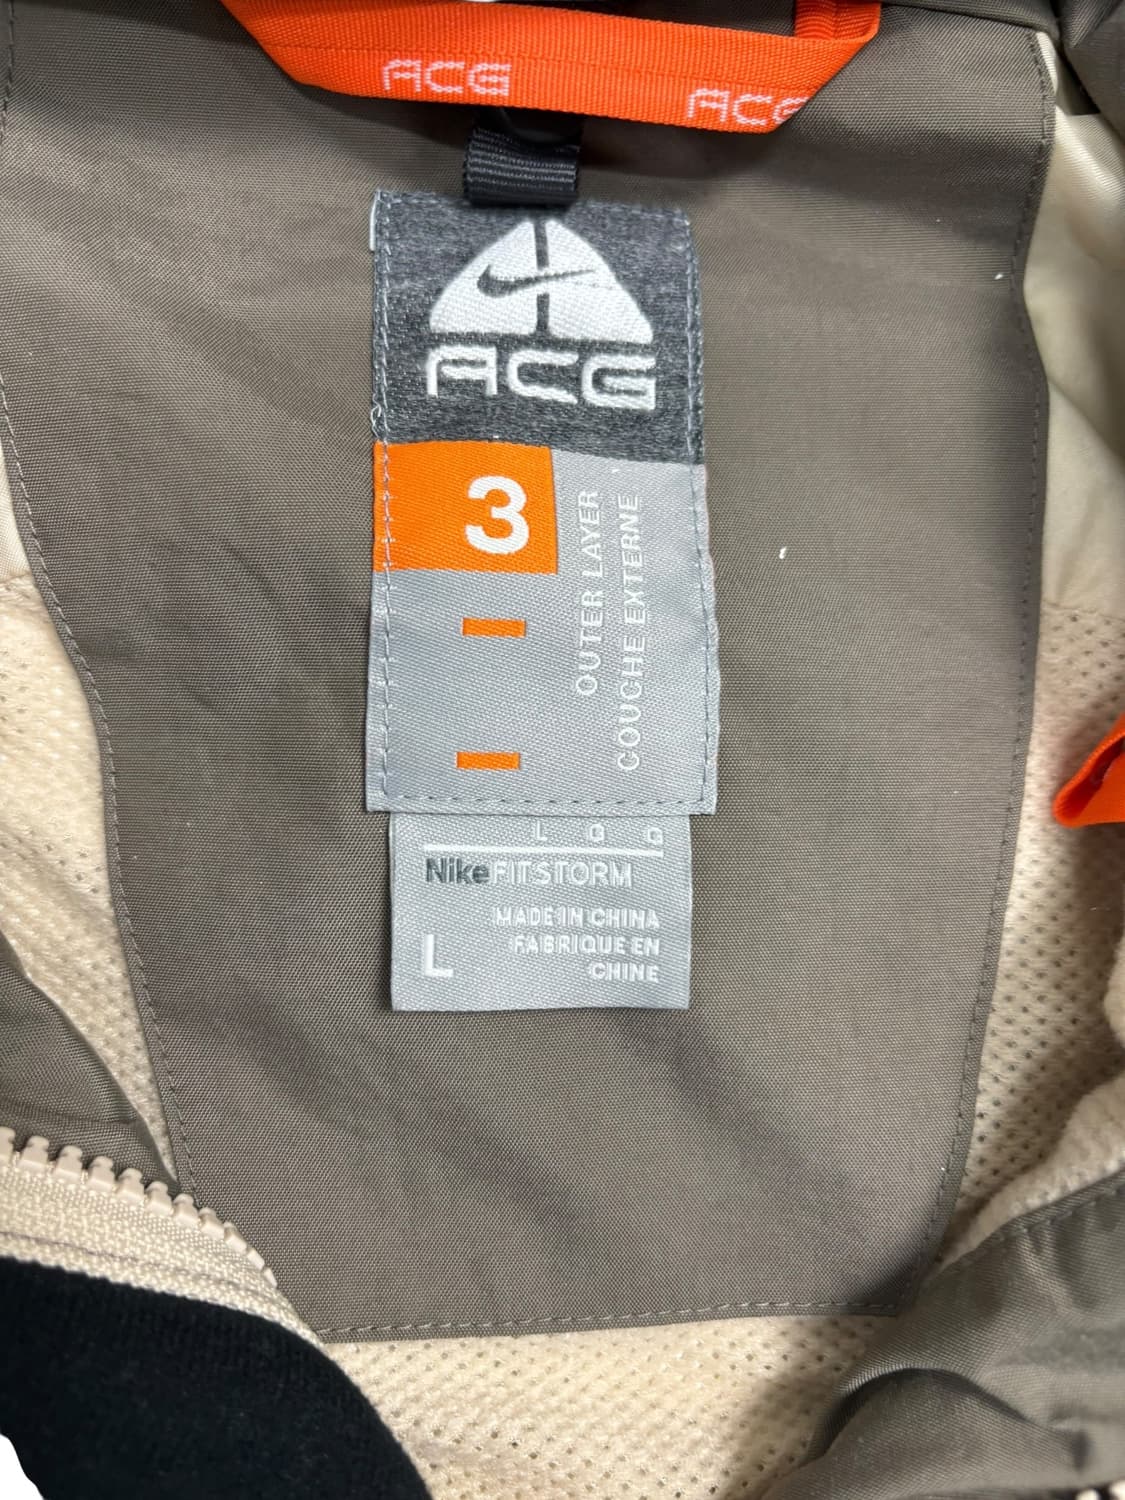 ACG
ACG
ACG
3
OUTER LAYER
COUCHE EXTERNE
L G G
NikeFITSTORM
MADE IN CHINA
FABRIQUE EN
CHINE
L